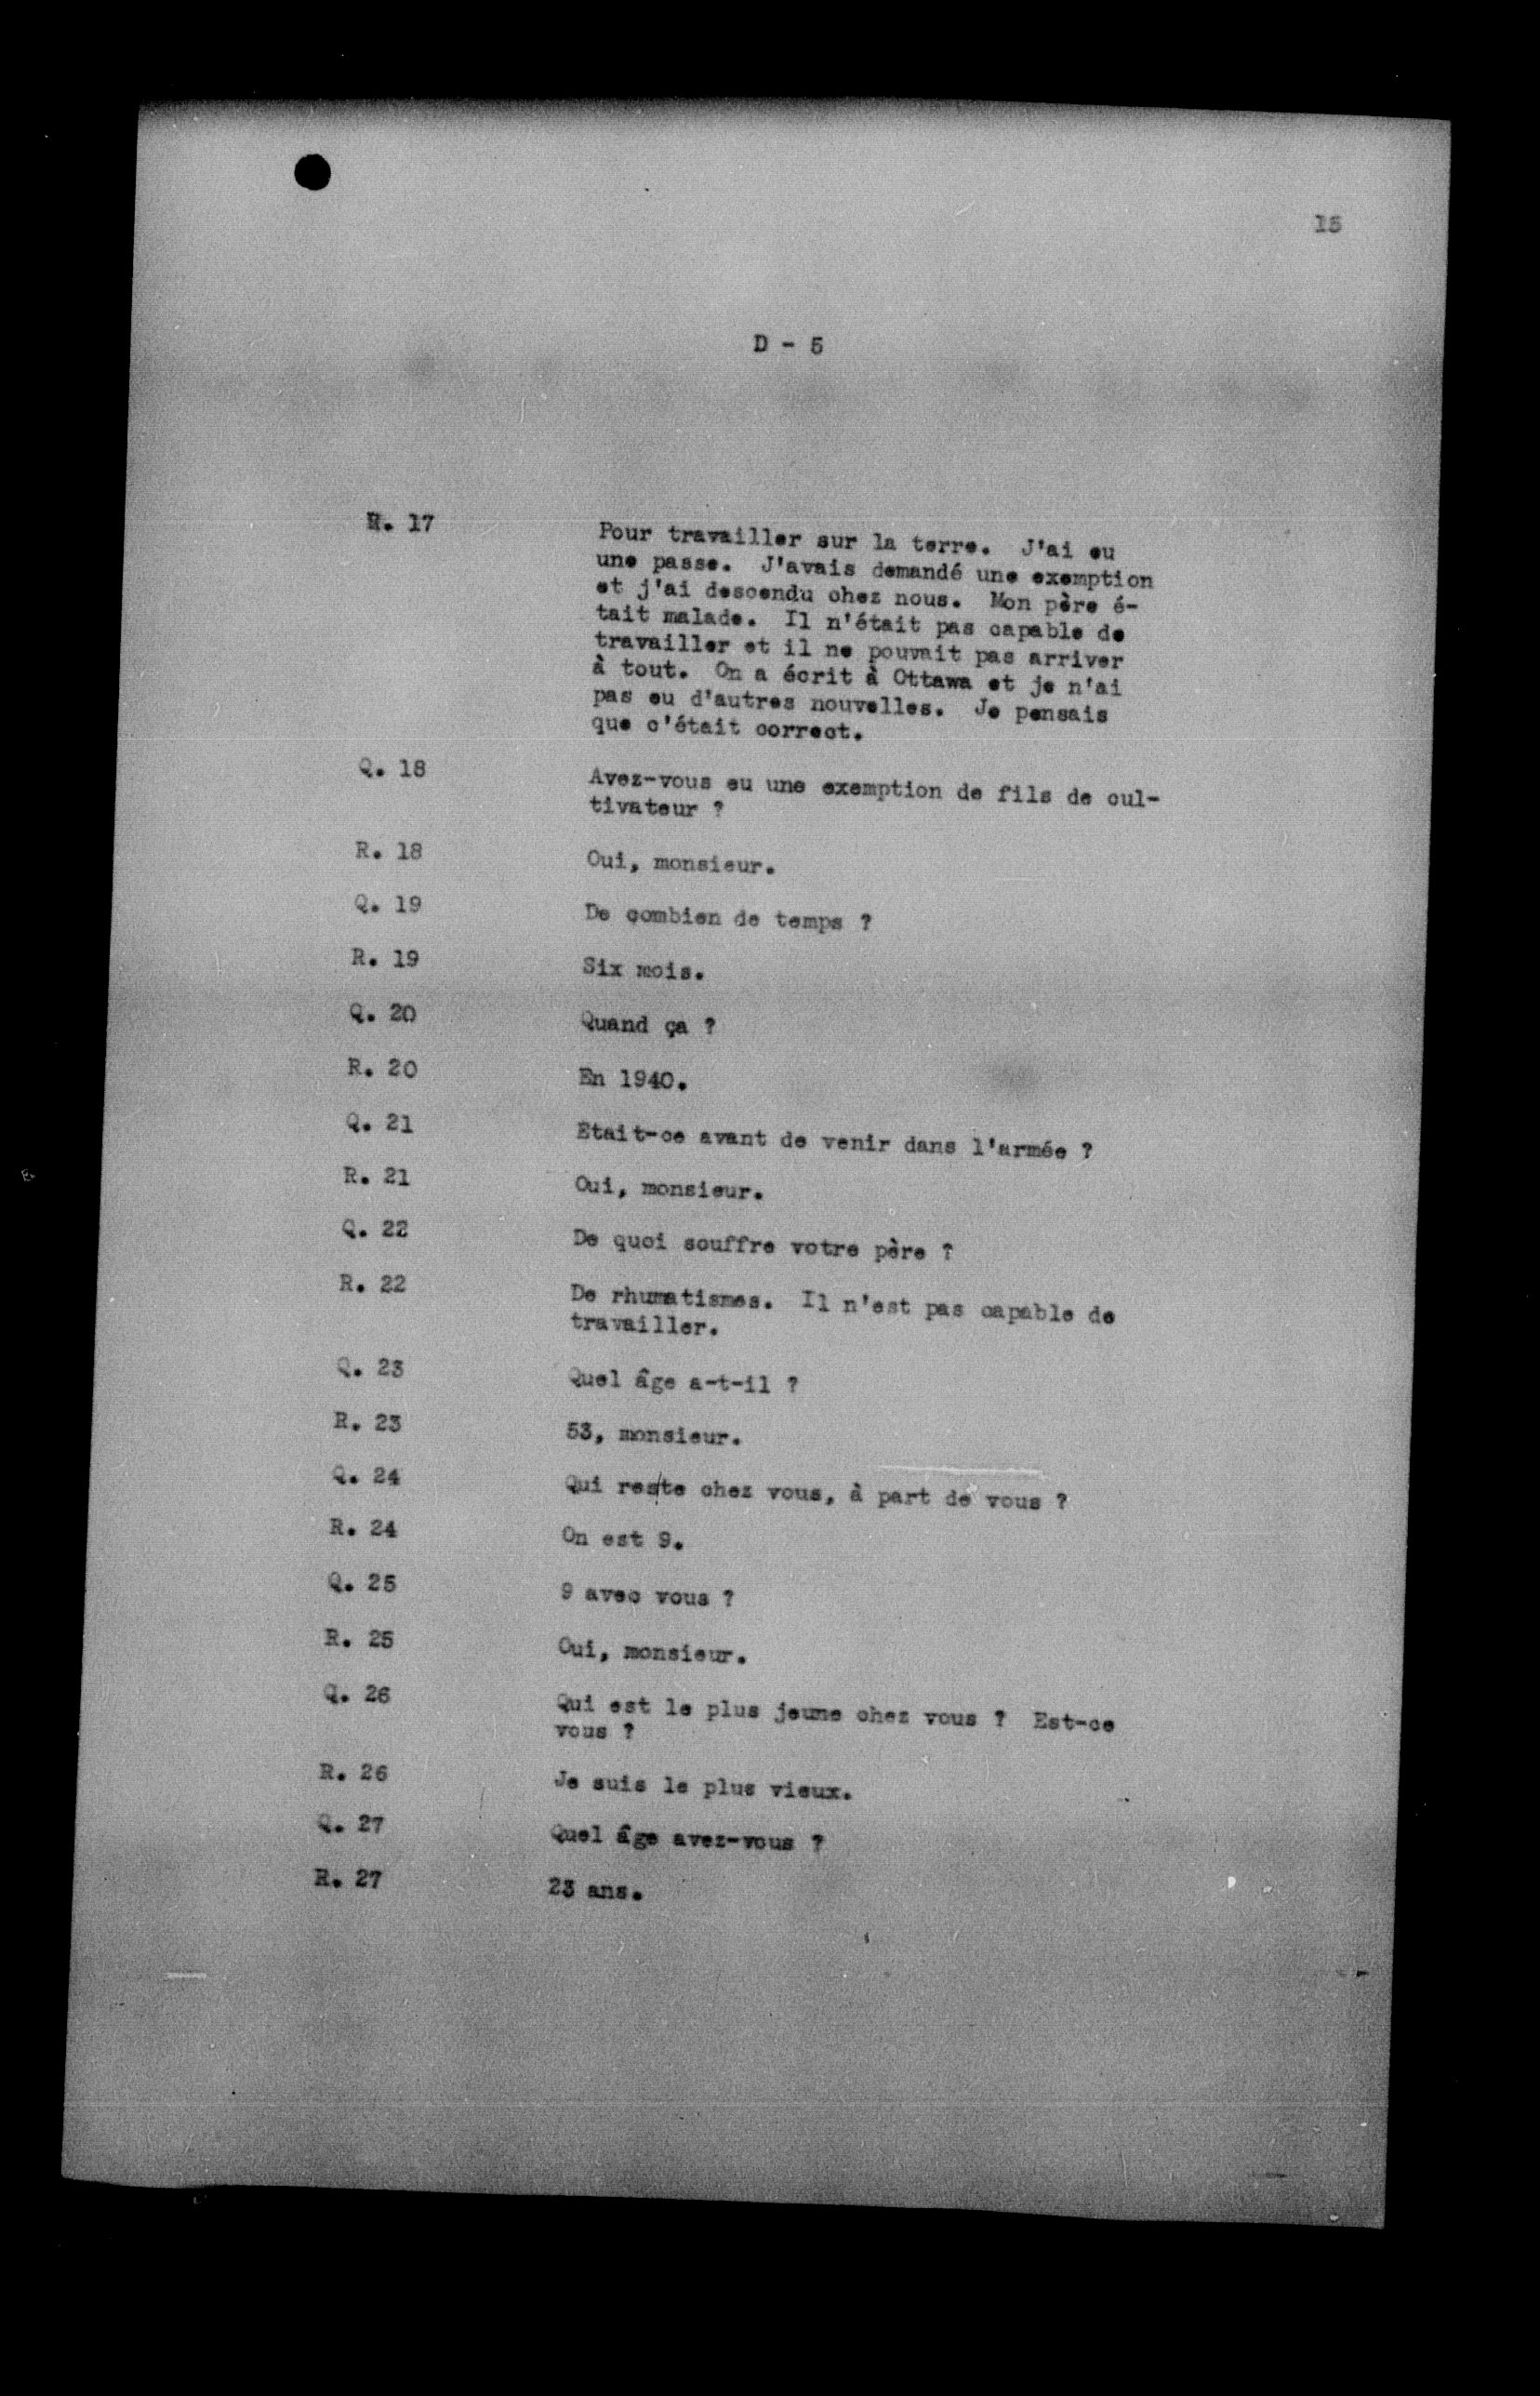 15
D - 5
R. 17 Pour travailler sur la terre. J'ai eu
une passe. J'avais demandé une exemption
et j'ai descendu chez nous. Mon père é-
tait malade. Il n'était pas capable de
travailler et il ne pouvait pas arriver
à tout. On a écrit à Ottawa et je n'ai
pas eu d'autres nouvelles. Je pensais
que c'était correct.
Q. 18 Avez-vous eu une exemption de fils de cul-
tivateur ?
R. 18 Oui, monsieur.
Q. 19 De combien de temps ?
R. 19 Six mois.
Q. 20 Quand ça ?
R. 20 En 1940.
Q. 21 Etait-ce avant de venir dans l'armée ?
R. 21 Oui, monsieur.
Q. 22 De quoi souffre votre père ?
R. 22 De rhumatismes. Il n'est pas capable de
travailler.
Q. 23 Quel âge a-t-il ?
R. 23 53, monsieur.
Q. 24 Qui reste chez vous, à part de vous ?
R. 24 On est 9.
Q. 25 9 avec vous ?
R. 25 Oui, monsieur.
Q. 26 Qui est le plus jeune chez vous ? Est-ce
vous ?
R. 26 Je suis le plus vieux.
Q. 27 Quel âge avez-vous ?
R. 27 23 ans.